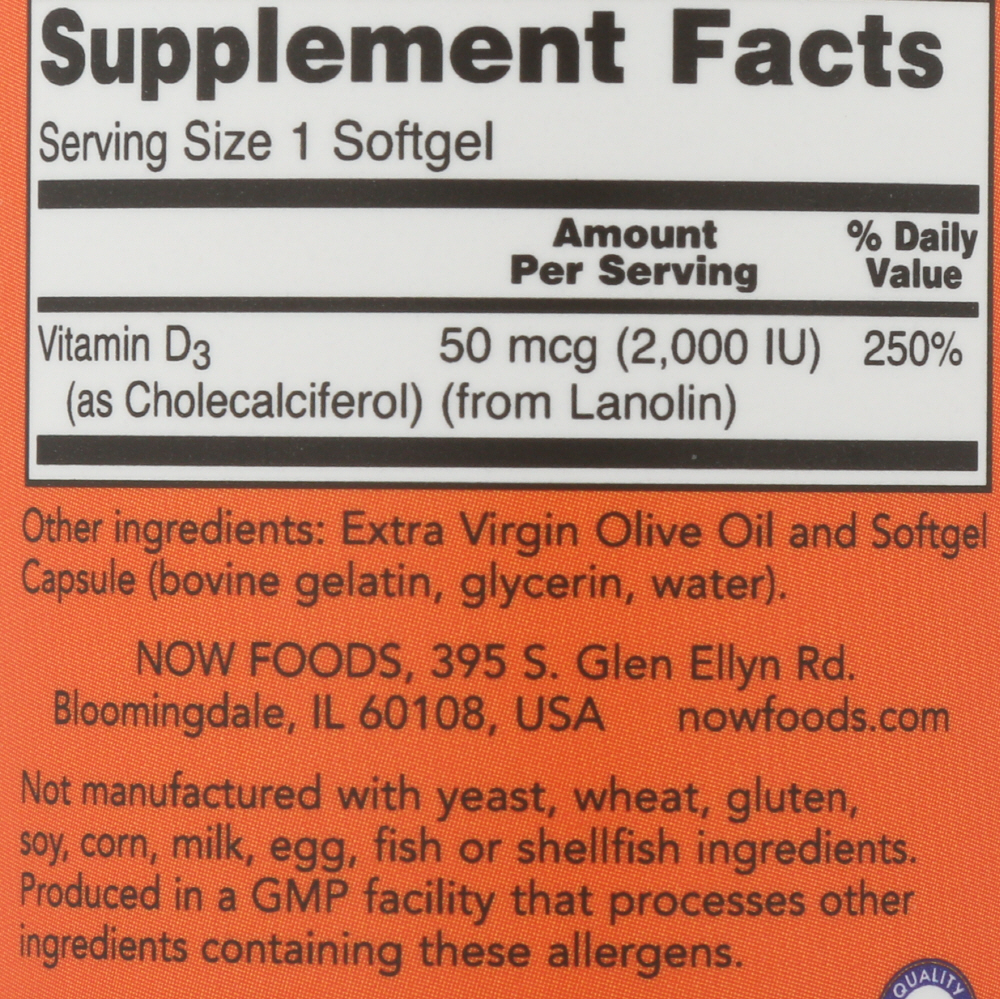 Supplement Facts
Serving Size 1 Softgel
Amount Per Serving
% Daily Value
Vitamin D3 50 mcg (2,000 IU) 250%
(as Cholecalciferol) (from Lanolin)
Other ingredients: Extra Virgin Olive Oil and Softgel
Capsule (bovine gelatin, glycerin, water).
NOW FOODS, 395 S. Glen Ellyn Rd.
Bloomingdale, IL 60108, USA nowfoods.com
Not manufactured with yeast, wheat, gluten,
soy, corn, milk, egg, fish or shellfish ingredients.
Produced in a GMP facility that processes other
ingredients containing these allergens.
QUALITY